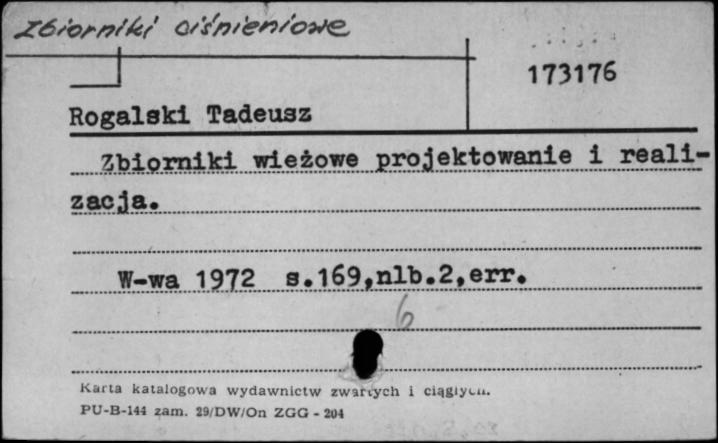 Zbiorniki ciśnieniowe
173176
Rogalski Tadeusz
Zbiorniki wieżowe projektowanie i reali-
zacja.
W-wa 1972 s.169,nlb.2,err.
6
Karta katalogowa wydawnictw zwartych i ciągłych.
PU-B-144 zam. 29/DW/On ZGG - 204